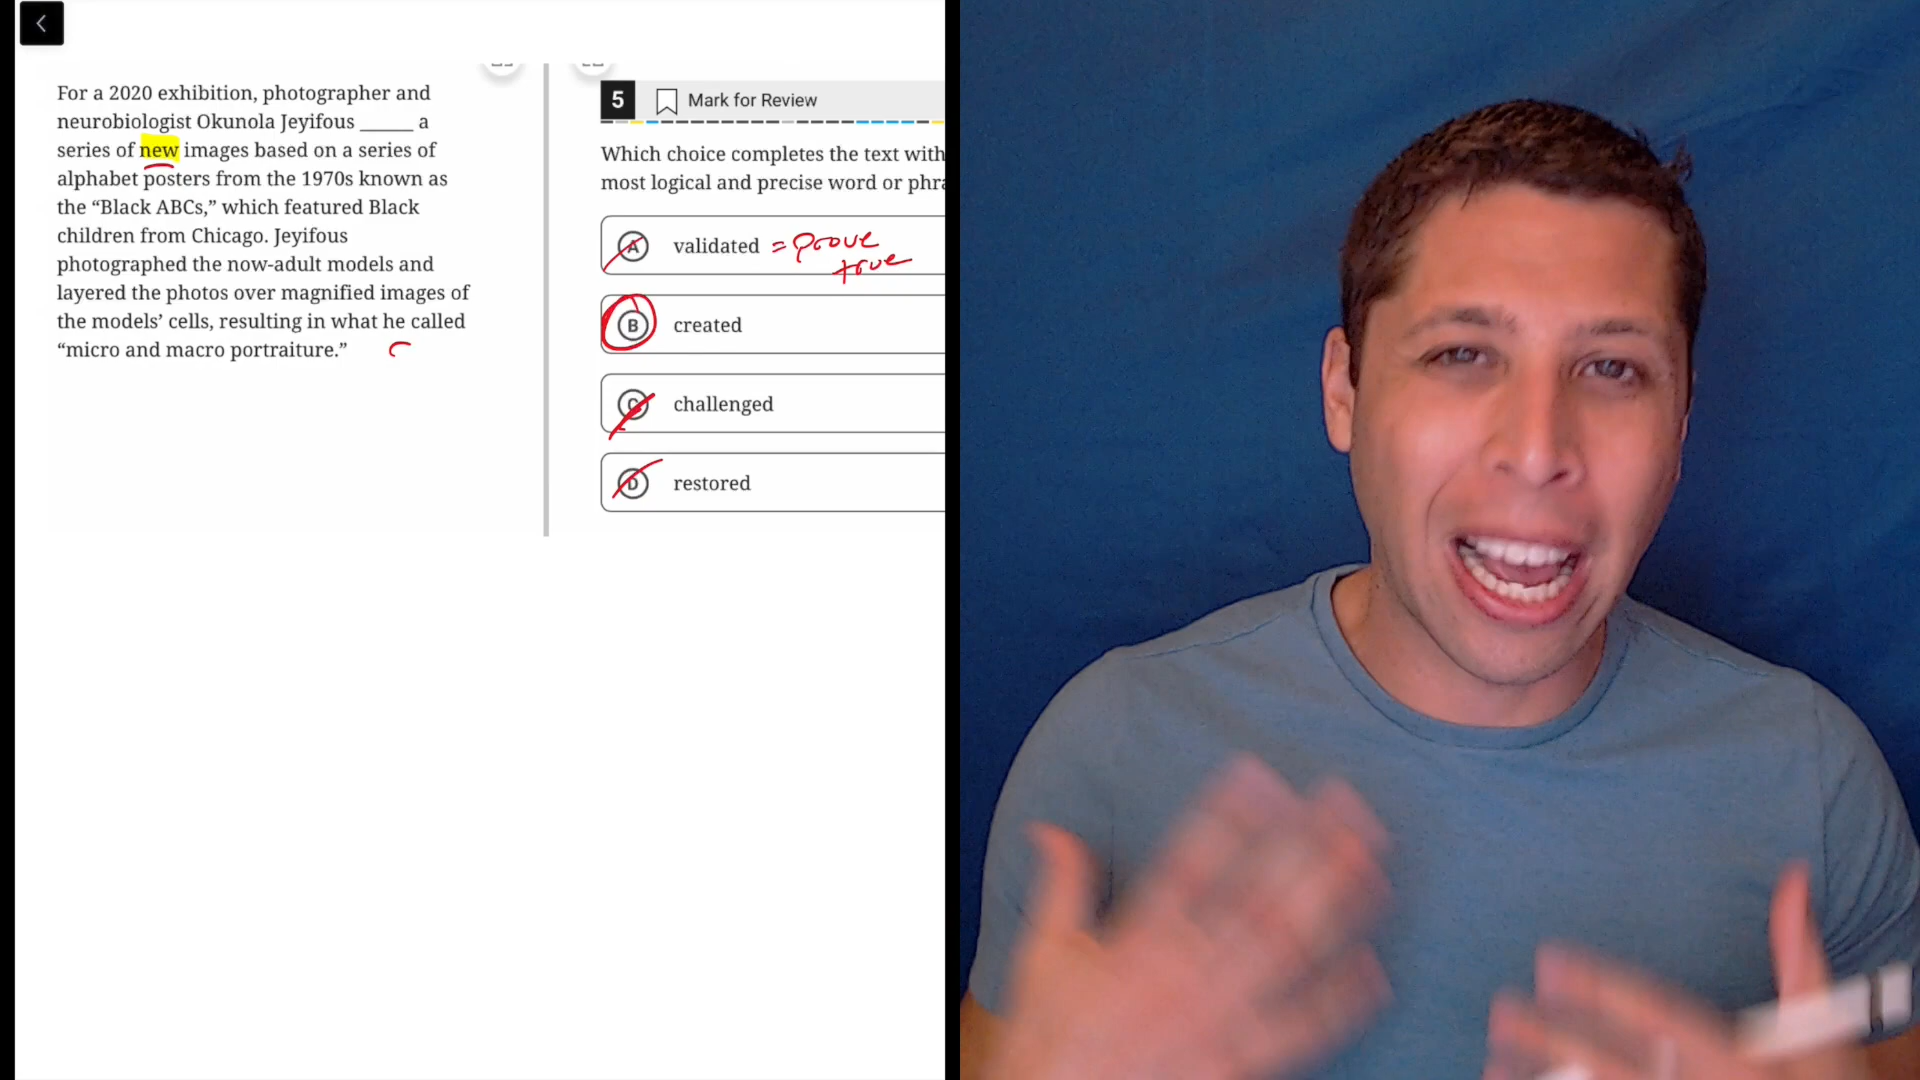 For a 2020 exhibition, photographer and
neurobiologist Okunola Jeyifous _____ a
series of new images based on a series of
alphabet posters from the 1970s known as
the “Black ABCs,” which featured Black
children from Chicago. Jeyifous
photographed the now-adult models and
layered the photos over magnified images of
the models’ cells, resulting in what he called
“micro and macro portraiture.”
5 Mark for Review
Which choice completes the text with
most logical and precise word or phra
A validated = prove
true
B created
C challenged
D restored